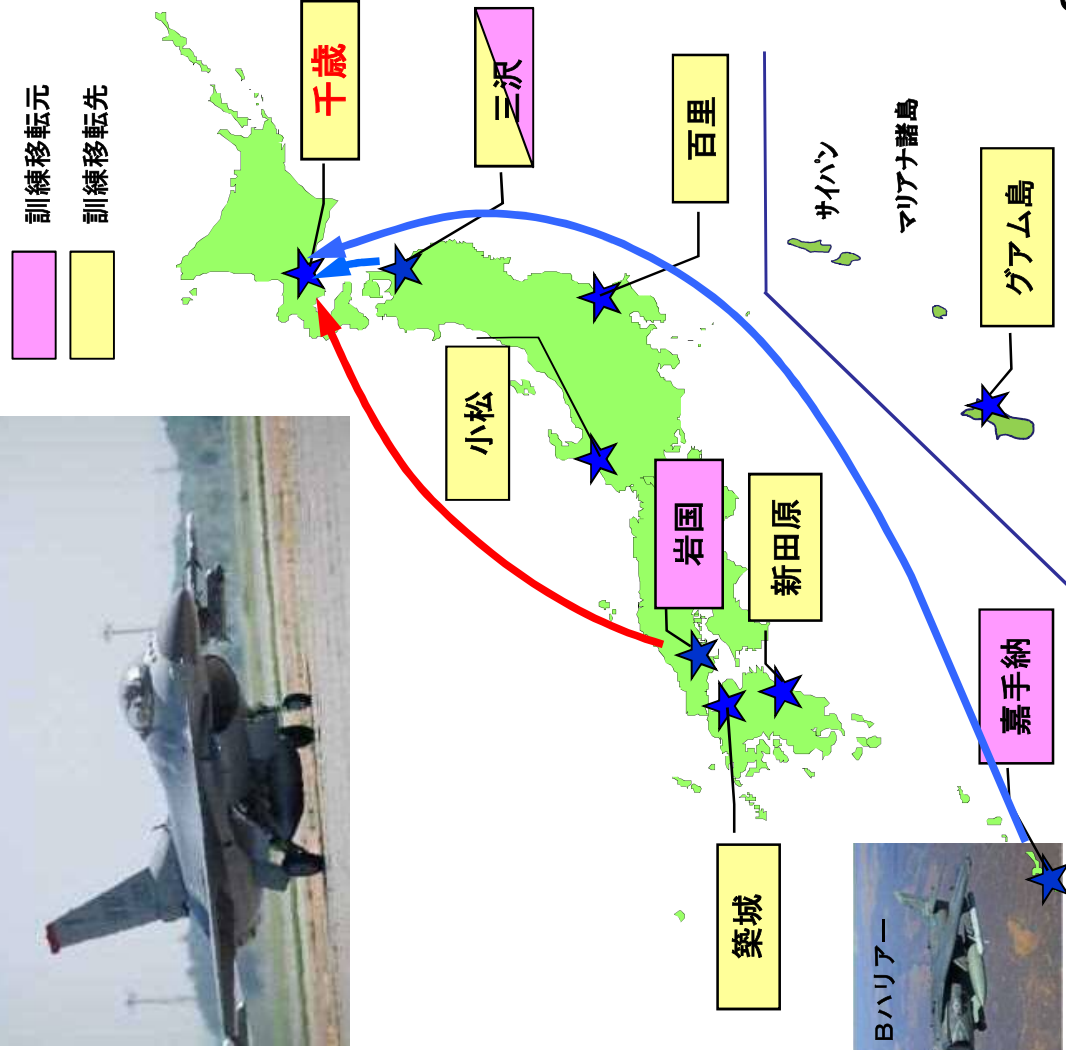 訓練移転元
訓練移転先
千歳
三沢
百里
サイパン
マリアナ諸島
グアム島
小松
岩国
新田原
嘉手納
築城
Bハリアー